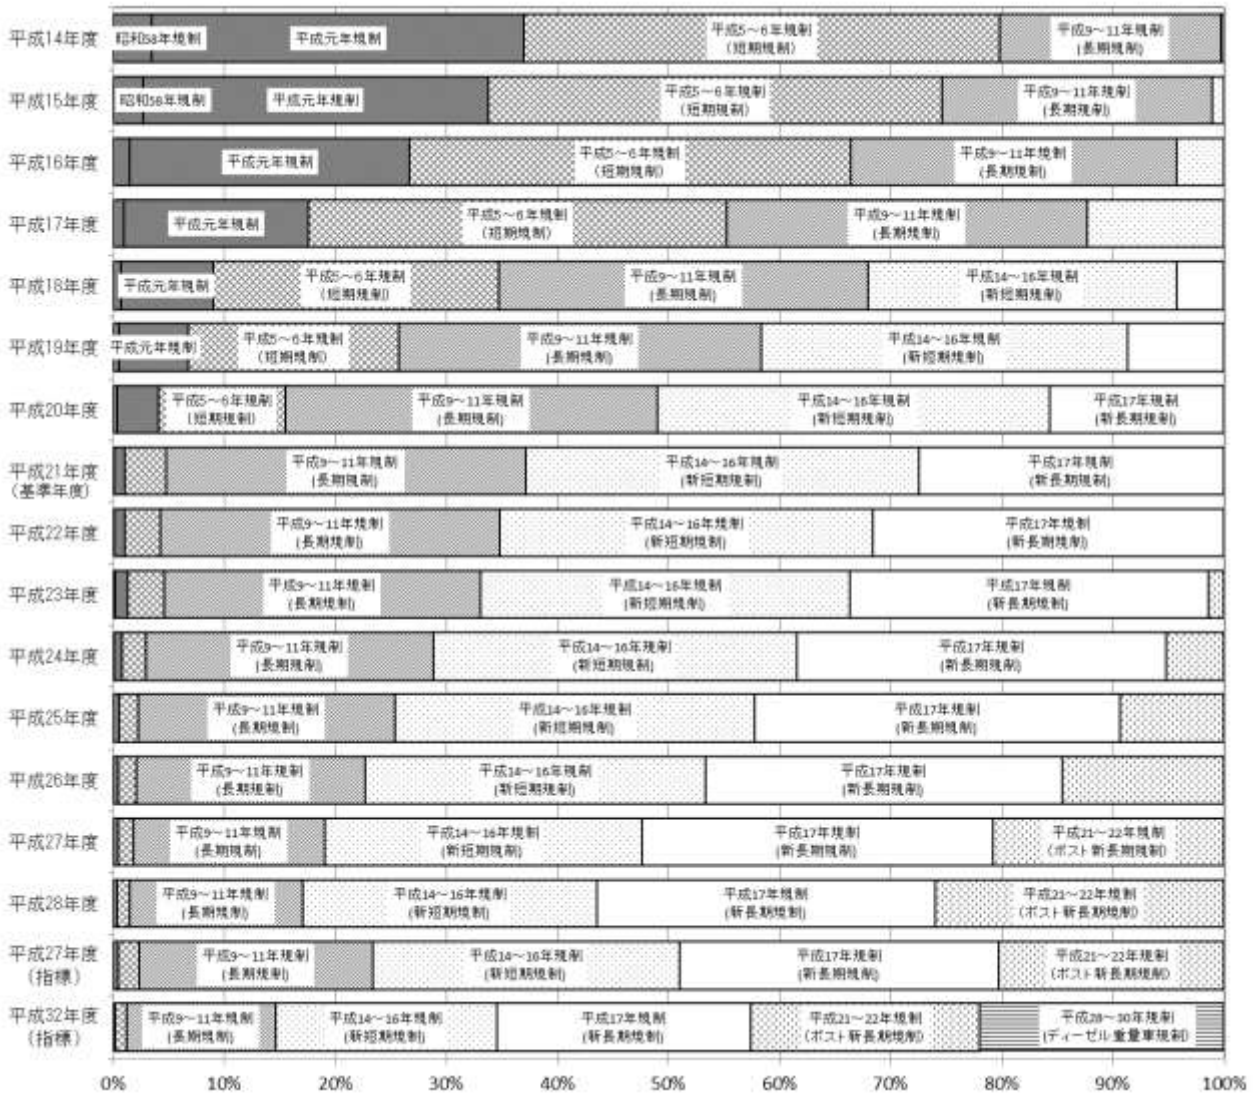 平成14年度 昭和58年規制 平成元年規制 平成5～6年規制 平成9～11年規制
(短期規制) (長期規制)
平成15年度 昭和58年規制 平成元年規制 平成5～6年規制 平成9～11年規制
(短期規制) (長期規制)
平成16年度 平成元年規制 平成5～6年規制 平成9～11年規制
(短期規制) (長期規制)
平成17年度 平成元年規制 平成5～6年規制 平成9～11年規制
(短期規制) (長期規制)
平成18年度 平成元年規制 平成5～6年規制 平成9～11年規制 平成14～16年規制
(短期規制) (長期規制) (新短期規制)
平成19年度 平成元年規制 平成5～6年規制 平成9～11年規制 平成14～16年規制
(短期規制) (長期規制) (新短期規制)
平成20年度 平成5～6年規制 平成9～11年規制 平成14～16年規制 平成17年規制
(短期規制) (長期規制) (新短期規制) (新長期規制)
平成21年度 平成9～11年規制 平成14～16年規制 平成17年規制
(基準年度) (長期規制) (新短期規制) (新長期規制)
平成22年度 平成9～11年規制 平成14～16年規制 平成17年規制
(長期規制) (新短期規制) (新長期規制)
平成23年度 平成9～11年規制 平成14～16年規制 平成17年規制
(長期規制) (新短期規制) (新長期規制)
平成24年度 平成9～11年規制 平成14～16年規制 平成17年規制
(長期規制) (新短期規制) (新長期規制)
平成25年度 平成9～11年規制 平成14～16年規制 平成17年規制
(長期規制) (新短期規制) (新長期規制)
平成26年度 平成9～11年規制 平成14～16年規制 平成17年規制
(長期規制) (新短期規制) (新長期規制)
平成27年度 平成9～11年規制 平成14～16年規制 平成17年規制 平成21～22年規制
(長期規制) (新短期規制) (新長期規制) (ポスト新長期規制)
平成28年度 平成9～11年規制 平成14～16年規制 平成17年規制 平成21～22年規制
(長期規制) (新短期規制) (新長期規制) (ポスト新長期規制)
平成27年度 平成9～11年規制 平成14～16年規制 平成17年規制 平成21～22年規制
(指標) (長期規制) (新短期規制) (新長期規制) (ポスト新長期規制)
平成32年度 平成9～11年規制 平成14～16年規制 平成17年規制 平成21～22年規制 平成28～30年規制
(指標) (長期規制) (新短期規制) (新長期規制) (ポスト新長期規制) (ディーゼル重量車規制)
0% 10% 20% 30% 40% 50% 60% 70% 80% 90% 100%